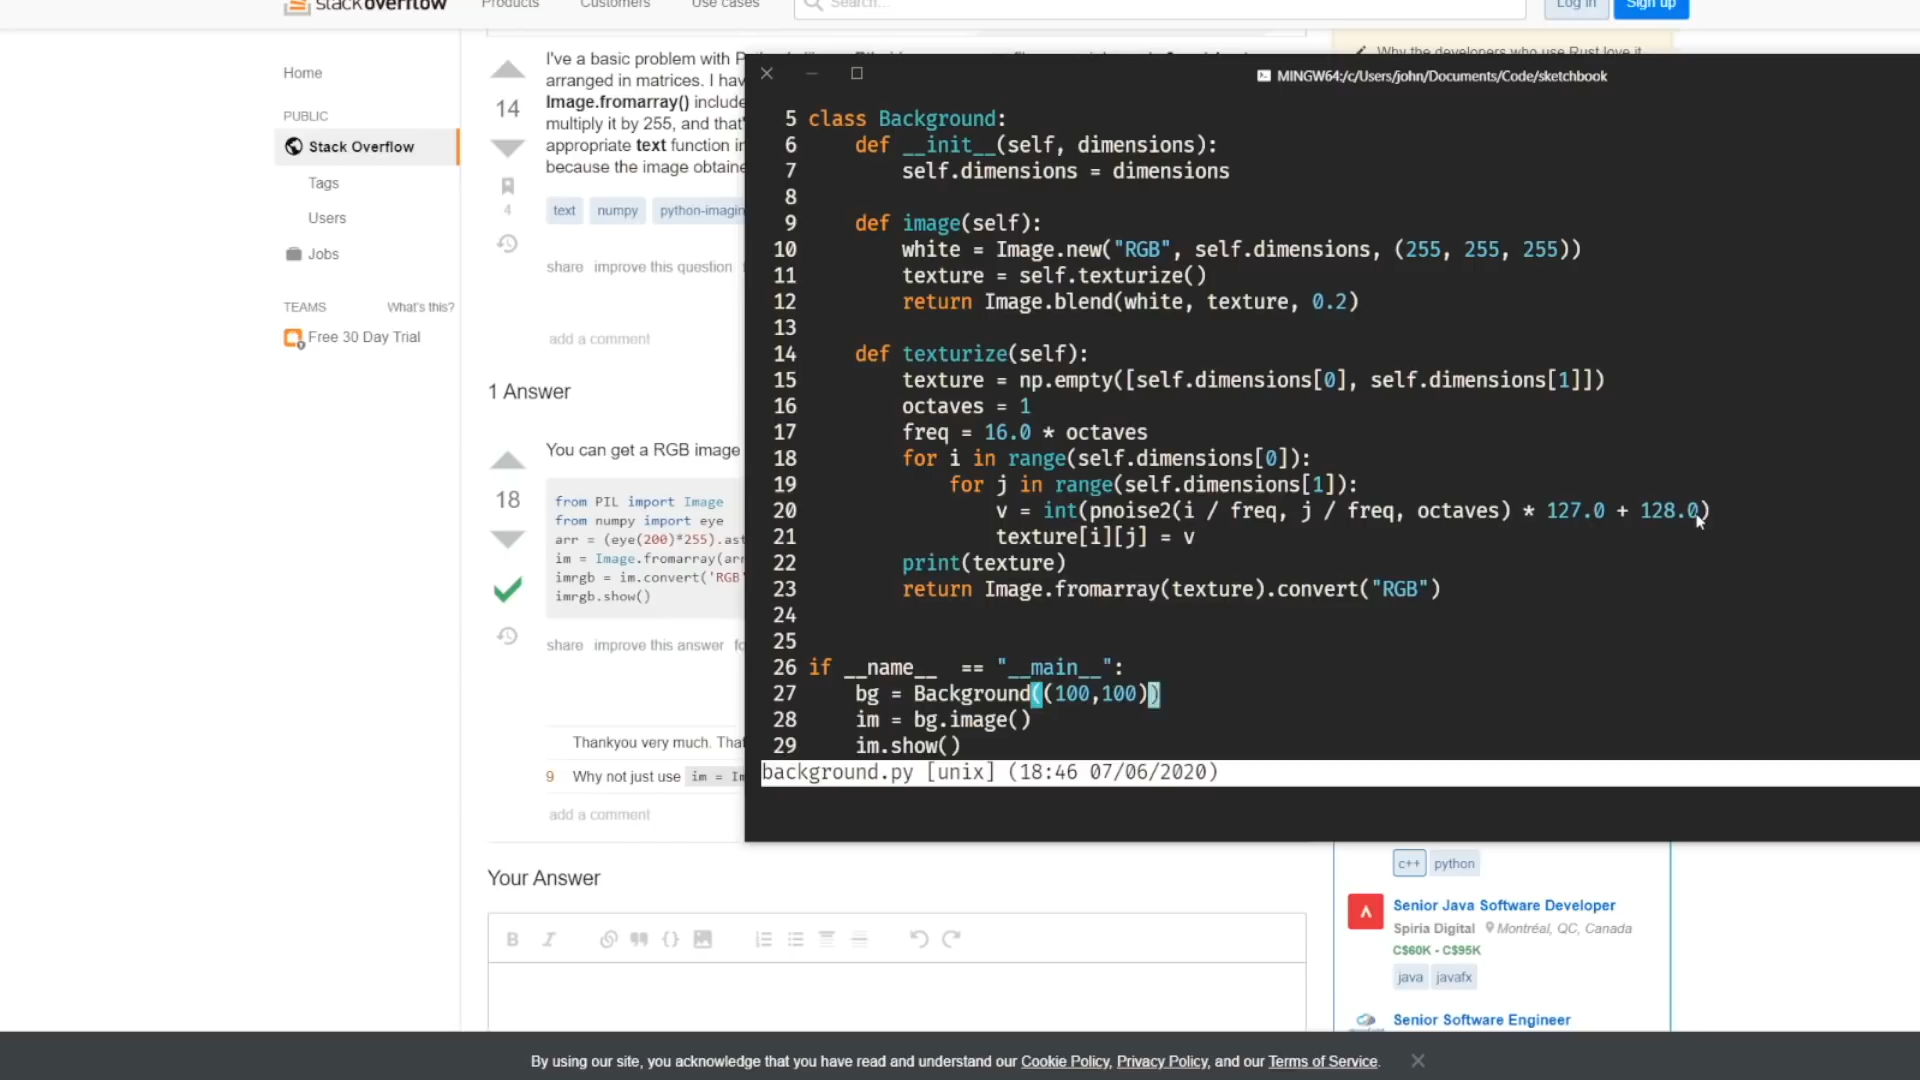 stackoverflow
Products
Customers
Use cases
Search...
Log in
Sign up
Home
PUBLIC
Stack Overflow
Tags
Users
Jobs
TEAMS
What's this?
Free 30 Day Trial
14
4
I've a basic problem with
arranged in matrices. I
Image.fromarray()
multiply it by 255, and
appropriate text function
because the image
text
numpy
share improve this question
add a comment
1 Answer
18
You can get a RGB image
from PIL import Image
from numpy import eye
arr = (eye(200)*255)
im = Image.fromarray(
imrgb = im.convert('RGB'
imrgb.show()
share improve this answer
Thankyou very much.
9 Why not just use im =
add a comment
Your Answer
Why the developers who use Rust love it
MINGW64:/c/Users/john/Documents/Code/sketchbook
5 class Background:
6 def __init__(self, dimensions):
7 self.dimensions = dimensions
8
9 def image(self):
10 white = Image.new("RGB", self.dimensions, (255, 255, 255))
11 texture = self.texturize()
12 return Image.blend(white, texture, 0.2)
13
14 def texturize(self):
15 texture = np.empty([self.dimensions[0], self.dimensions[1]])
16 octaves = 1
17 freq = 16.0 * octaves
18 for i in range(self.dimensions[0]):
19 for j in range(self.dimensions[1]):
20 v = int(pnoise2(i / freq, j / freq, octaves) * 127.0 + 128.0)
21 texture[i][j] = v
22 print(texture)
23 return Image.fromarray(texture).convert("RGB")
24
25
26 if __name__ == "__main__":
27 bg = Background((100,100))
28 im = bg.image()
29 im.show()
background.py [unix] (18:46 07/06/2020)
c++ python
Senior Java Software Developer
Spiria Digital Montréal, QC, Canada
C$60K - C$95K
java javafx
Senior Software Engineer
By using our site, you acknowledge that you have read and understand our Cookie Policy, Privacy Policy, and our Terms of Service.